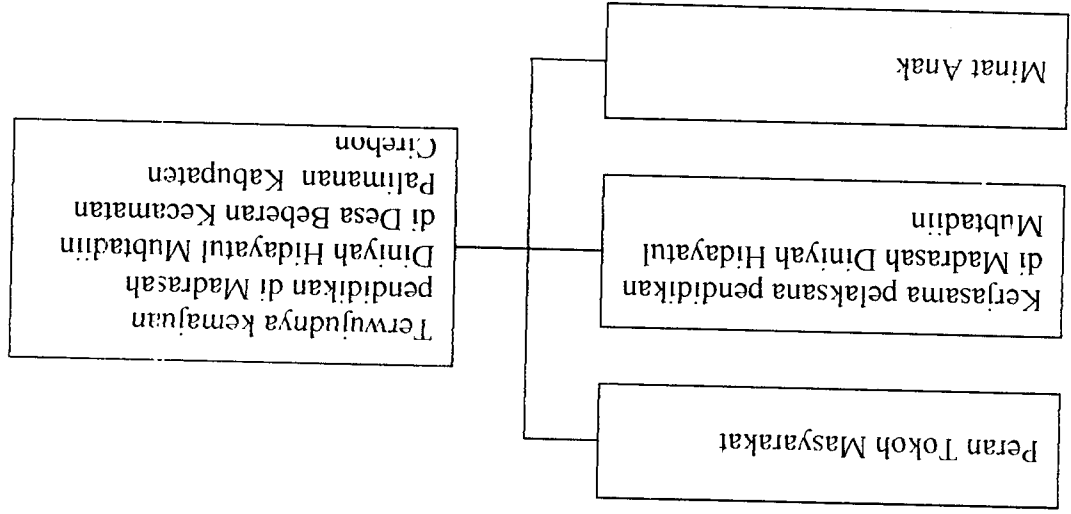 Peran Tokoh Masyarakat
Kerjasama pelaksana pendidikan
di Madrasah Diniyah Hidayatul
Mubtadiin
Minat Anak
Terwujudnya kemajuan
pendidikan di Madrasah
Diniyah Hidayatul Mubtadiin
di Desa Beberan Kecamatan
Palimanan Kabupaten
Cirebon